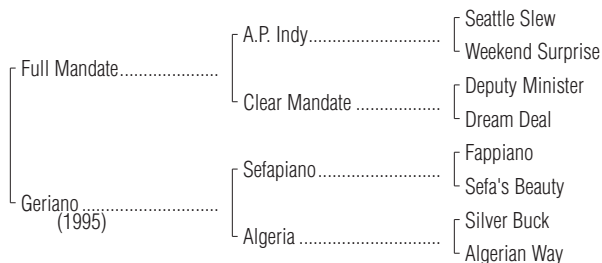 Seattle Slew
A.P. Indy........................................
Weekend Surprise
Full Mandate......................
Deputy Minister
Clear Mandate ..........................
Dream Deal
Fappiano
Sefapiano.....................................
Sefa's Beauty
Geriano ..............................
(1995)
Silver Buck
Algeria ..........................................
Algerian Way